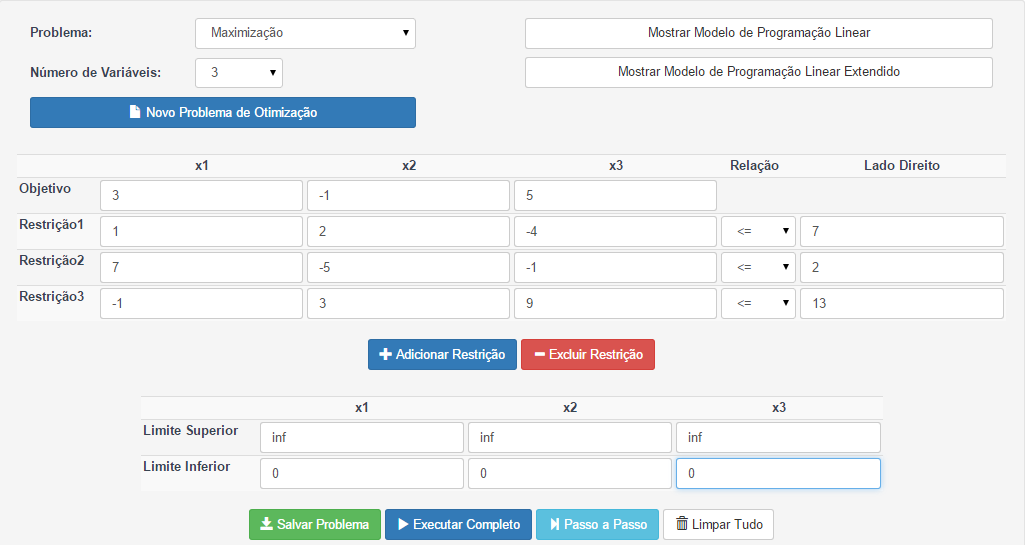 Problema: Maximização Mostrar Modelo de Programação Linear
Número de Variáveis: 3 Mostrar Modelo de Programação Linear Extendido
Novo Problema de Otimização
x1 x2 x3 Relação Lado Direito
Objetivo 3 -1 5
Restrição1 1 2 -4 <= 7
Restrição2 7 -5 -1 <= 2
Restrição3 -1 3 9 <= 13
Adicionar Restrição Excluir Restrição
x1 x2 x3
Limite Superior inf inf inf
Limite Inferior 0 0 0
Salvar Problema Executar Completo Passo a Passo Limpar Tudo